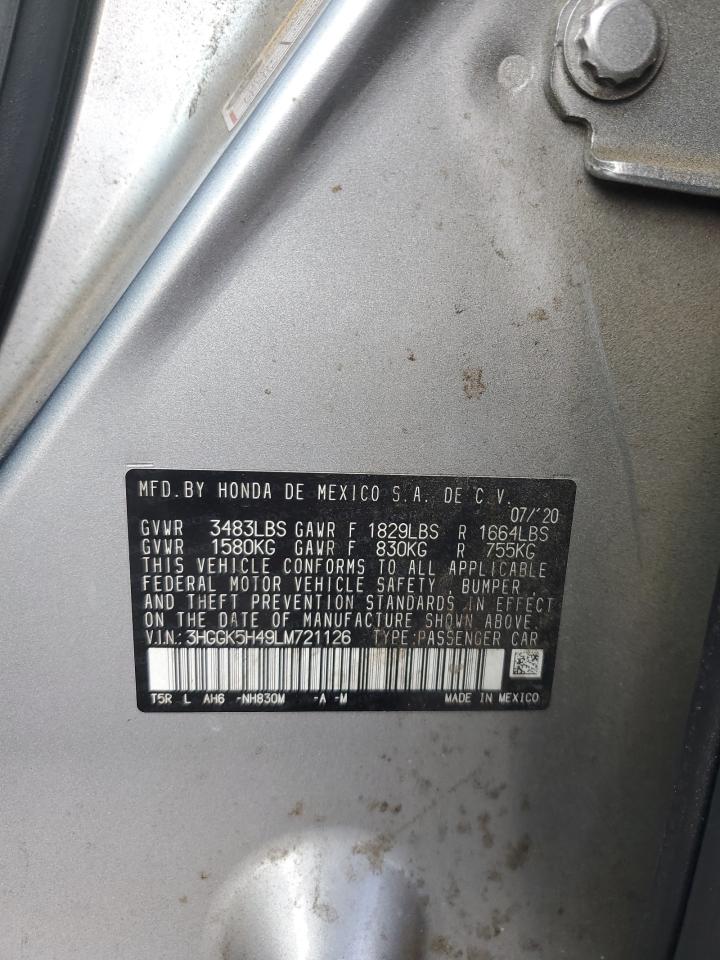 MFD.BY HONDA DE MEXICO S.A. DE C.V.
07/'20
GVWR 3483LBS GAWR F 1829LBS R 1664LBS
GVWR 1580KG GAWR F 830KG R 755KG
THIS VEHICLE CONFORMS TO ALL APPLICABLE
FEDERAL MOTOR VEHICLE SAFETY , BUMPER ,
AND THEFT PREVENTION STANDARDS IN EFFECT
ON THE DATE OF MANUFACTURE SHOWN ABOVE.
V.I.N.: 3HGGK5H49LM721126 TYPE:PASSENGER CAR
T5R L AH6 -NH830M -A -M MADE IN MEXICO